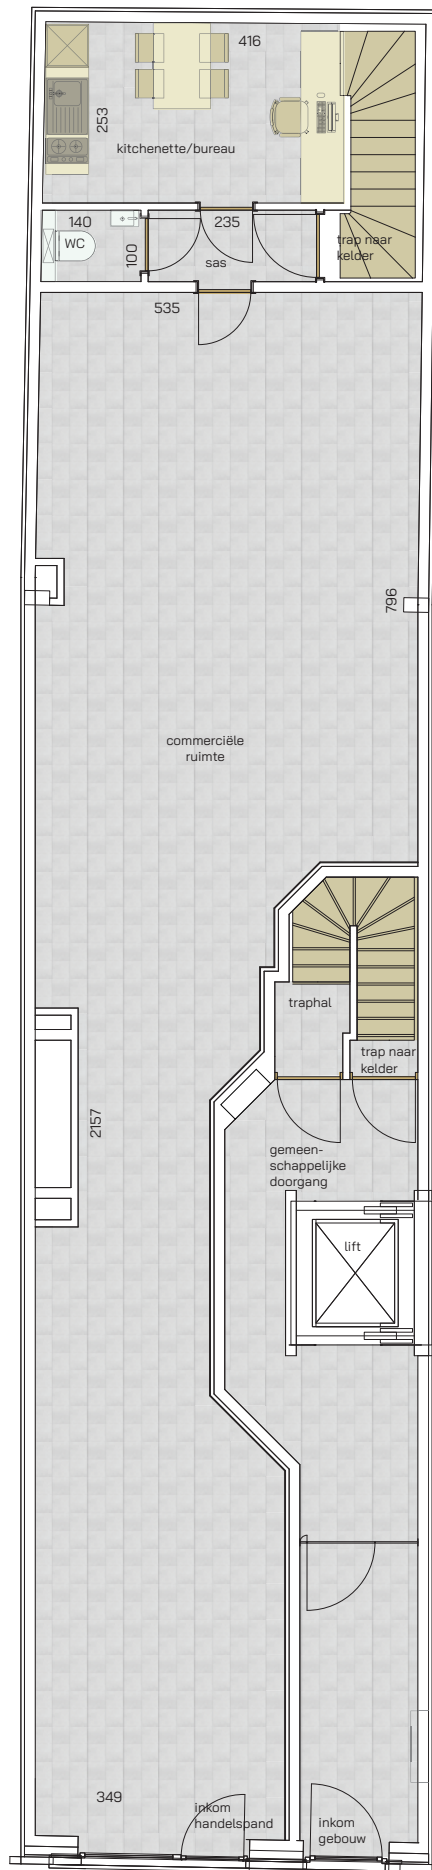 416
253
kitchenette/bureau
140
WC
100
235
sas
trap naar
kelder
535
796
commerciële
ruimte
traphal
trap naar
kelder
2157
gemeen-
schappelijke
doorgang
lift
349
inkom
handelspand
inkom
gebouw